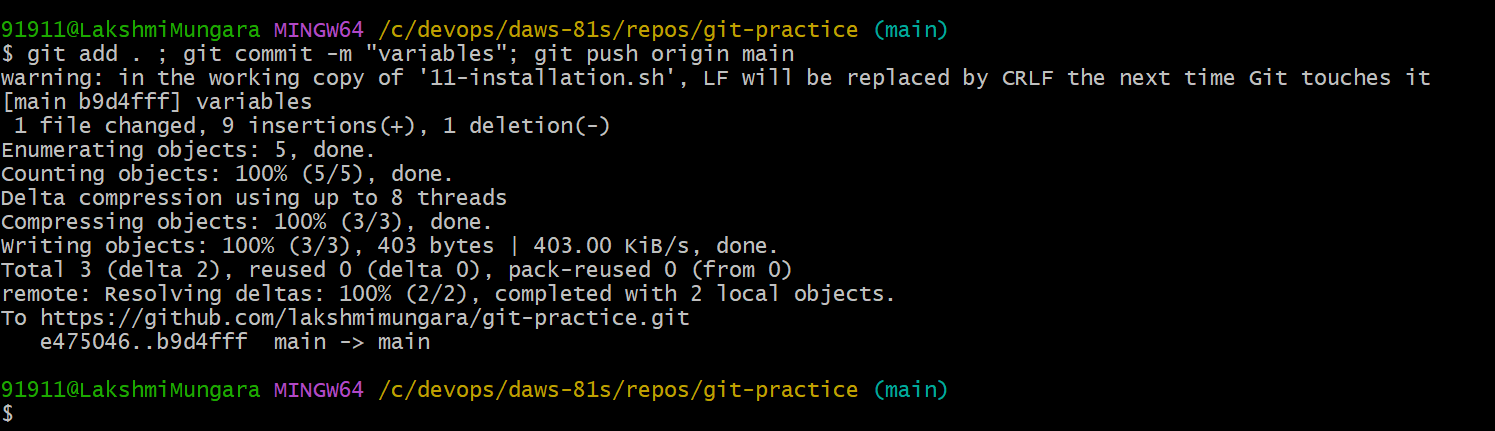 91911@LakshmiMungara MINGW64 /c/devops/daws-81s/repos/git-practice (main)
$ git add . ; git commit -m "variables"; git push origin main
warning: in the working copy of '11-installation.sh', LF will be replaced by CRLF the next time Git touches it
[main b9d4fff] variables
 1 file changed, 9 insertions(+), 1 deletion(-)
Enumerating objects: 5, done.
Counting objects: 100% (5/5), done.
Delta compression using up to 8 threads
Compressing objects: 100% (3/3), done.
Writing objects: 100% (3/3), 403 bytes | 403.00 KiB/s, done.
Total 3 (delta 2), reused 0 (delta 0), pack-reused 0 (from 0)
remote: Resolving deltas: 100% (2/2), completed with 2 local objects.
To https://github.com/lakshmimungara/git-practice.git
   e475046..b9d4fff  main -> main
91911@LakshmiMungara MINGW64 /c/devops/daws-81s/repos/git-practice (main)
$